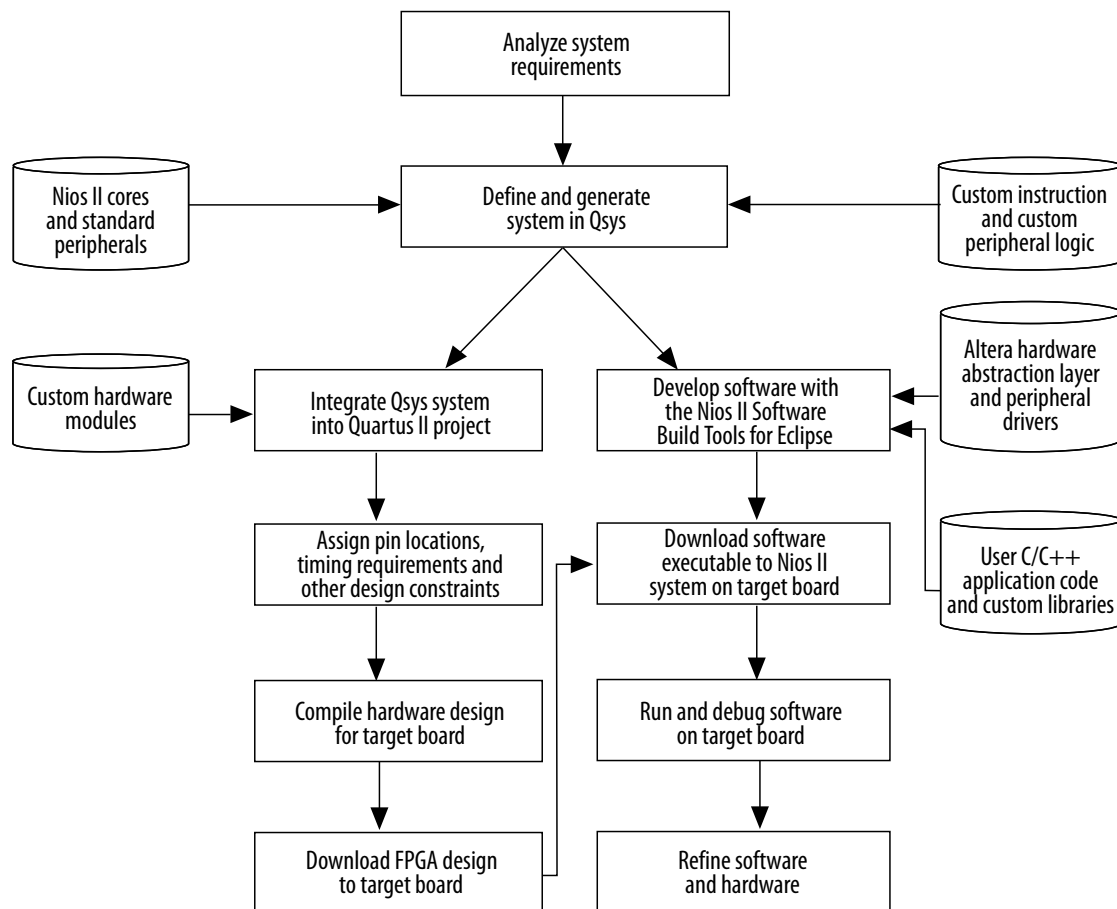 Analyze system
requirements
Nios II cores
and standard
peripherals
Define and generate
system in Qsys
Custom instruction
and custom
peripheral logic
Custom hardware
modules
Integrate Qsys system
into Quartus II project
Develop software with
the Nios II Software
Build Tools for Eclipse
Altera hardware
abstraction layer
and peripheral
drivers
Assign pin locations,
timing requirements and
other design constraints
Download software
executable to Nios II
system on target board
User C/C++
application code
and custom libraries
Compile hardware design
for target board
Run and debug software
on target board
Download FPGA design
to target board
Refine software
and hardware